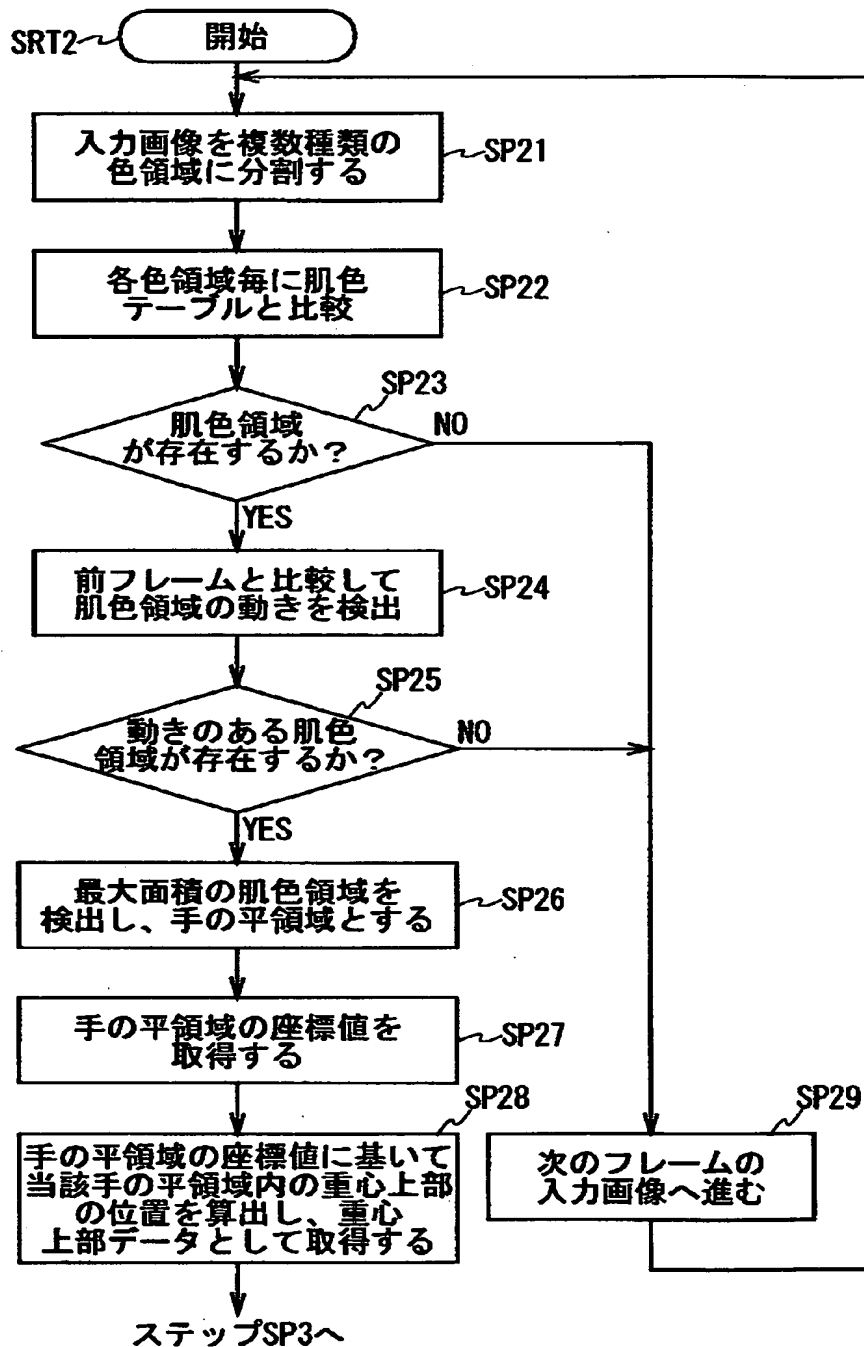 SRT2
開始
入力画像を複数種類の
色領域に分割する
SP21
各色領域毎に肌色
テーブルと比較
SP22
SP23
肌色領域
が存在するか?
NO
YES
前フレームと比較して
肌色領域の動きを検出
SP24
SP25
動きのある肌色
領域が存在するか?
NO
YES
最大面積の肌色領域を
検出し、手の平領域とする
SP26
手の平領域の座標値を
取得する
SP27
SP28
手の平領域の座標値に基いて
当該手の平領域内の重心上部
の位置を算出し、重心
上部データとして取得する
SP29
次のフレームの
入力画像へ進む
ステップSP3へ